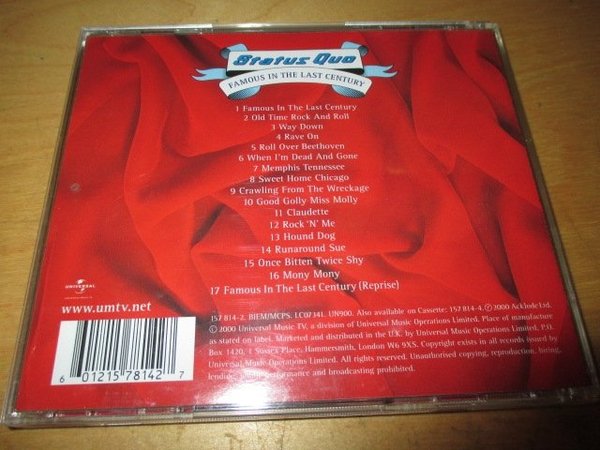 Status Quo
FAMOUS IN THE LAST CENTURY
1 Famous In The Last Century
2 Old Time Rock And Roll
3 Way Down
4 Rave On
5 Roll Over Beethoven
6 When I'm Dead And Gone
7 Memphis Tennessee
8 Sweet Home Chicago
9 Crawling From The Wreckage
10 Good Golly Miss Molly
11 Claudette
12 Rock 'N' Me
13 Hound Dog
14 Runaround Sue
15 Once Bitten Twice Shy
16 Mony Mony
17 Famous In The Last Century (Reprise)
UNIVERSAL
www.umtv.net
157 814-2. BIEM/MCPS. LC0734L. UN900. Also available on Cassette: 157 814-4. ℗2000 Acklode Ltd.
©2000 Universal Music TV, a division of Universal Music Operations Limited. Place of manufacture
as stated on label. Marketed and distributed in the U.K. by Universal Music Operations Limited, P.O.
Box 1420, 1 Sussex Place, Hammersmith, London W6 9XS. Copyright exists in all records issued by
Universal Music Operations Limited. All rights reserved. Unauthorised copying, reproduction, hiring,
lending, performance and broadcasting prohibited.
6 01215 78142 7